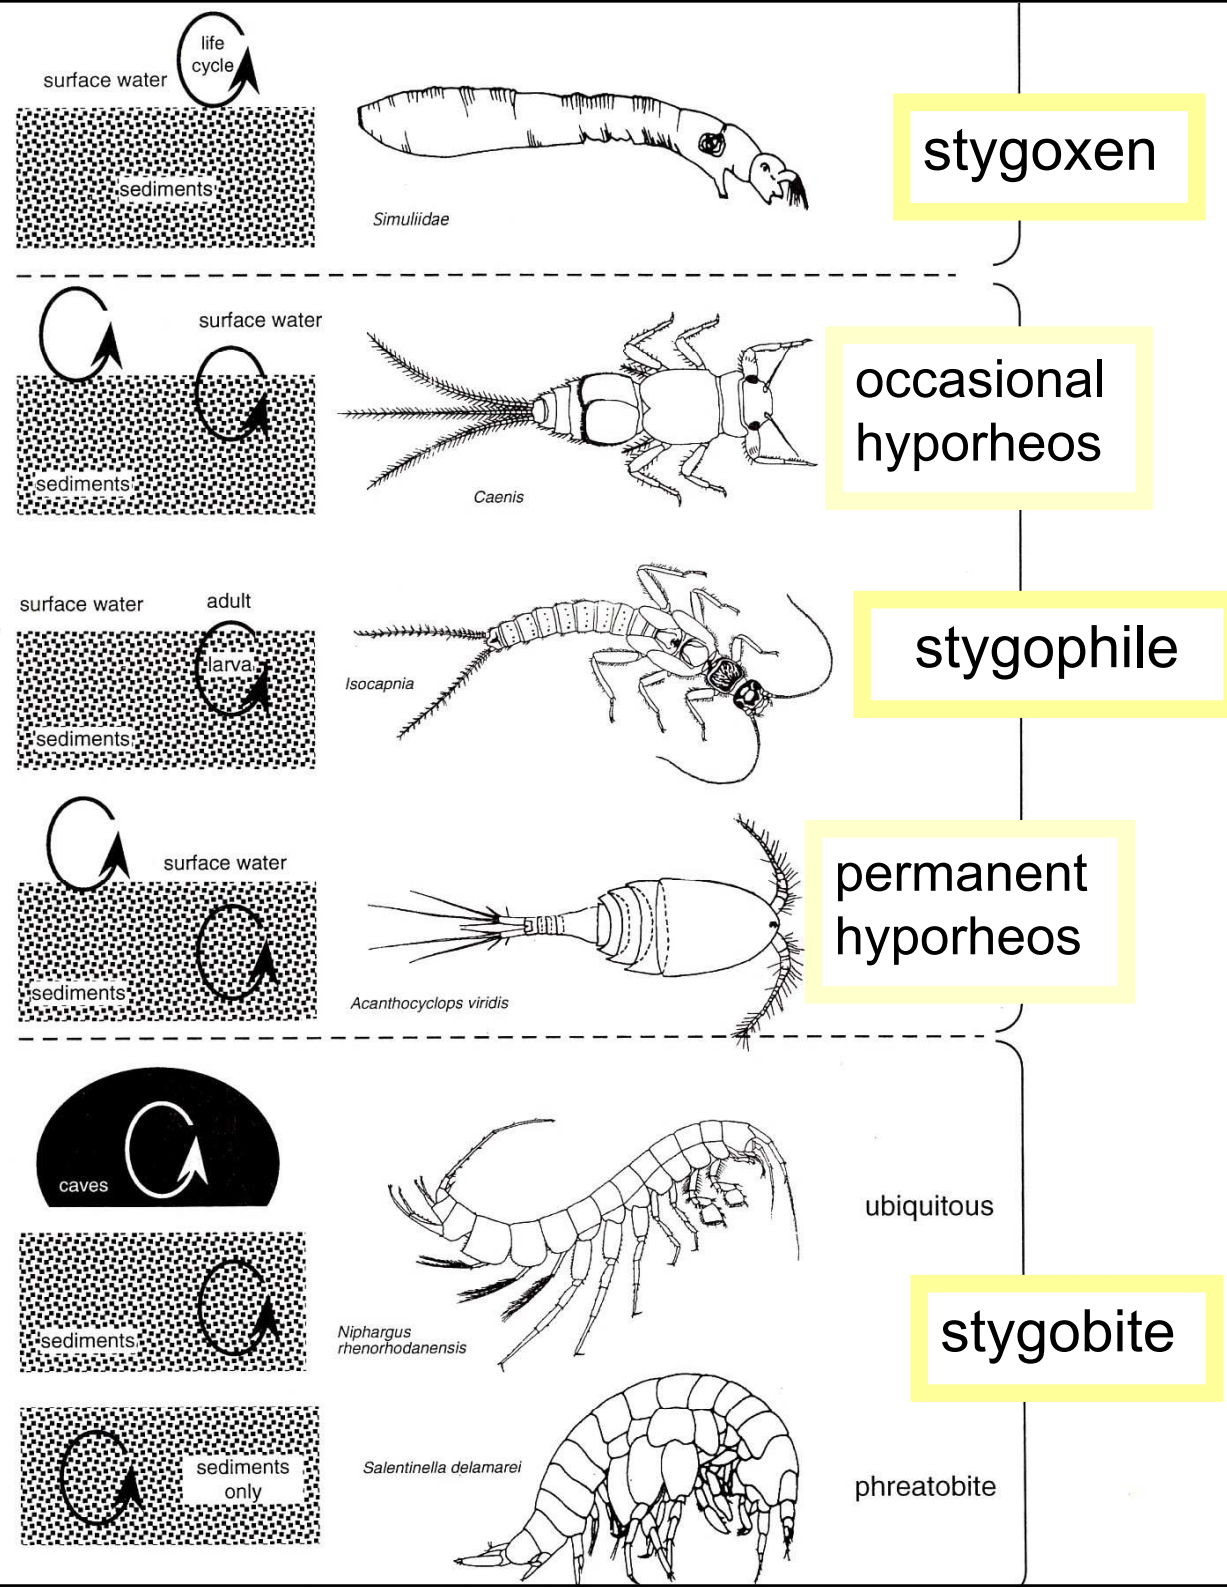 life
cycle
surface water
sediments
Simuliidae
stygoxen
surface water
sediments
Caenis
occasional
hyporheos
surface water
adult
larva
sediments
Isocapnia
stygophile
surface water
sediments
Acanthocyclops viridis
permanent
hyporheos
caves
sediments
Niphargus
rhenorhodanensis
ubiquitous
stygobite
sediments
only
Salentinella delamarei
phreatobite